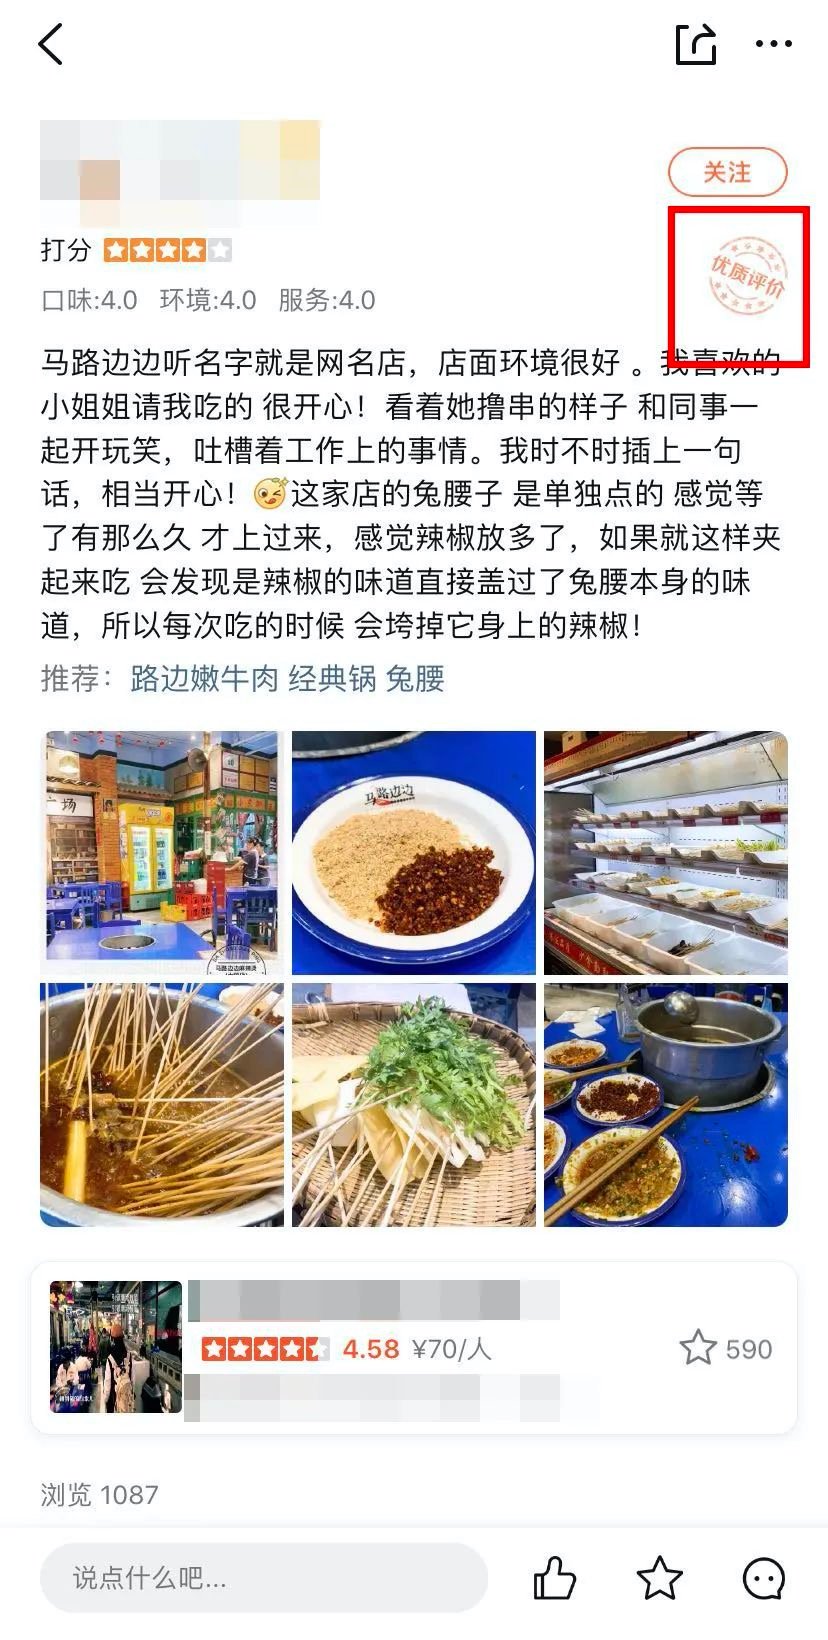 关注
打分
优质评价
口味:4.0 环境:4.0 服务:4.0
马路边边听名字就是网名店，店面环境很好 。我喜欢的
小姐姐请我吃的 很开心！看着她撸串的样子 和同事一
起开玩笑，吐槽着工作上的事情。我时不时插上一句
话，相当开心！😉这家店的兔腰子 是单独点的 感觉等
了有那么久 才上过来，感觉辣椒放多了，如果就这样夹
起来吃 会发现是辣椒的味道直接盖过了兔腰本身的味
道，所以每次吃的时候 会垮掉它身上的辣椒！
推荐：路边嫩牛肉 经典锅 兔腰
广场
马路边边
马路边边麻辣烫
4.58 ¥70/人
590
浏览 1087
说点什么吧...